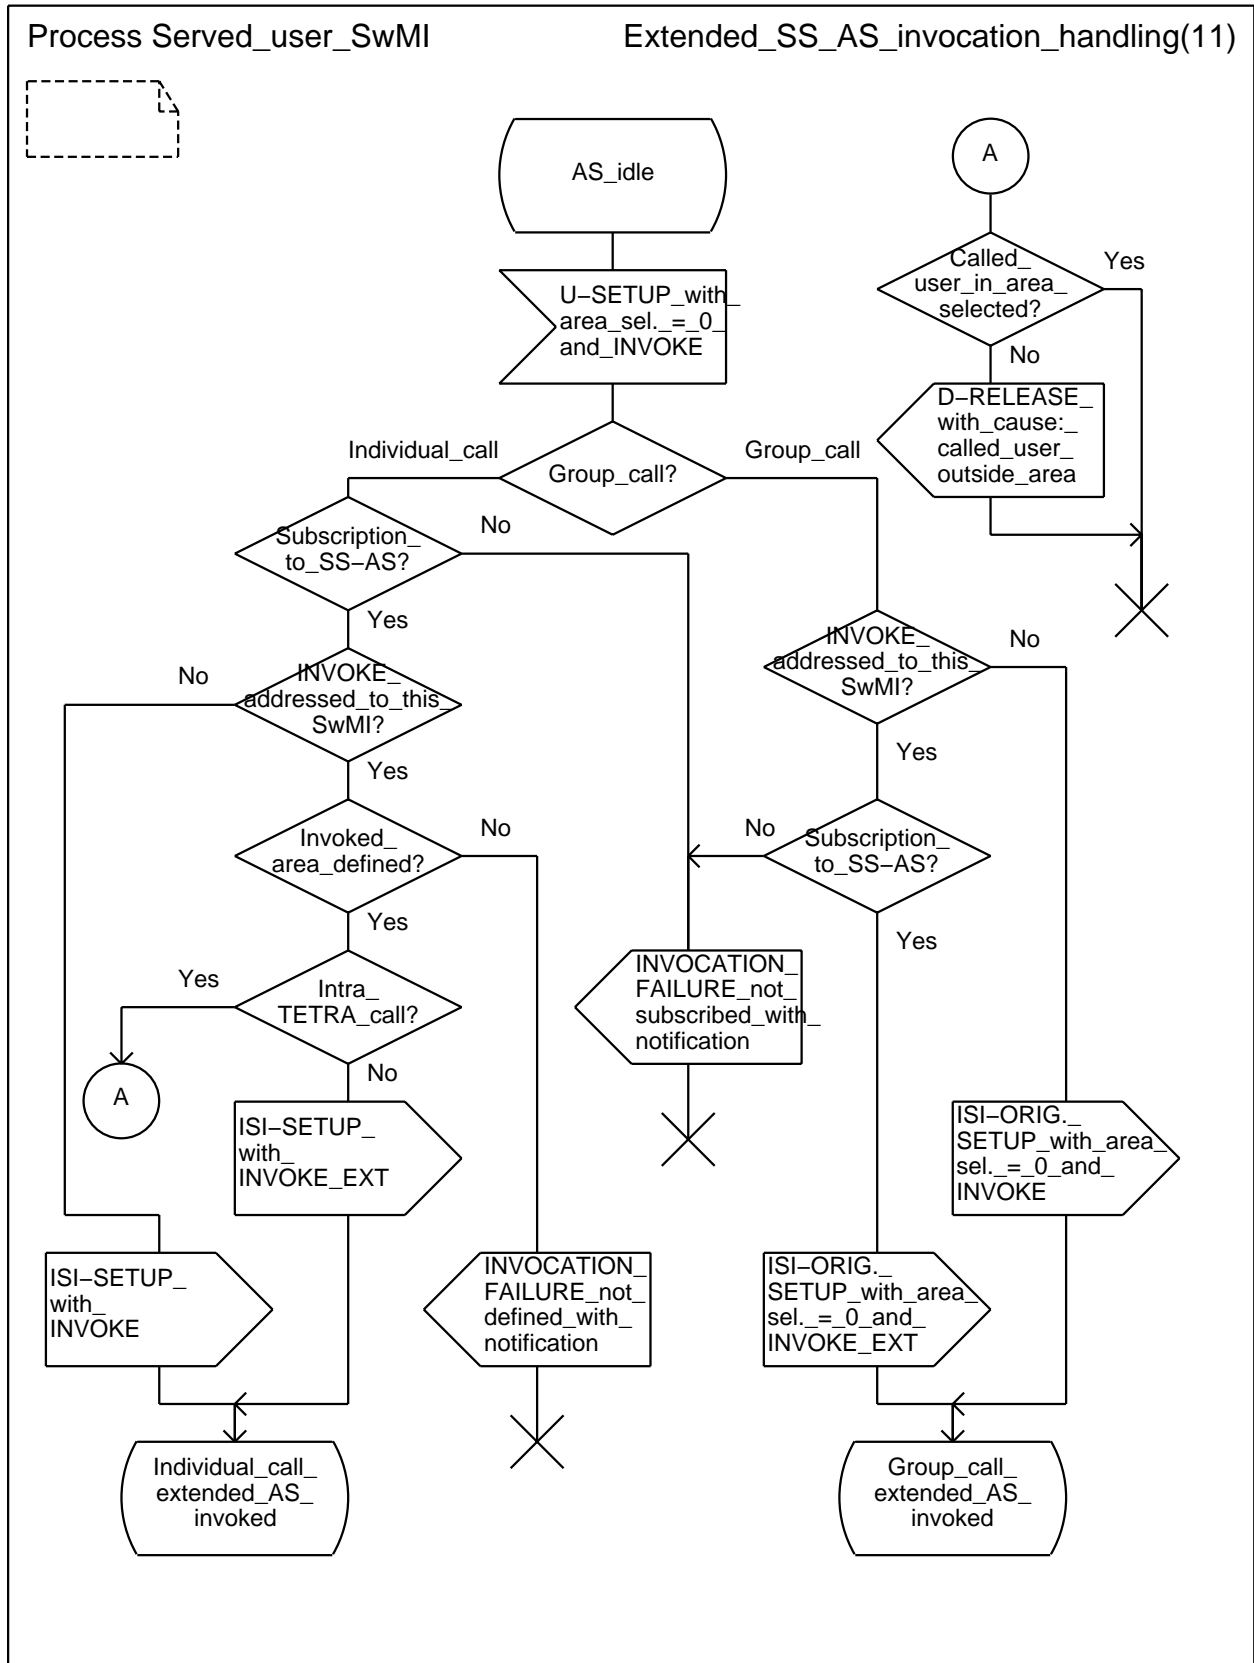 Process Served_user_SwMI
Extended_SS_AS_invocation_handling(11)
AS_idle
A
U−SETUP_with_
area_sel._=_0_
and_INVOKE
Called_
user_in_area_
selected?
Yes
No
D−RELEASE_
with_cause:_
called_user_
outside_area
Individual_call
Group_call?
Group_call
Subscription_
to_SS−AS?
No
Yes
INVOKE_
addressed_to_this_
SwMI?
No
Yes
INVOKE_
addressed_to_this_
SwMI?
No
Yes
Invoked_
area_defined?
No
Yes
No
Subscription_
to_SS−AS?
Yes
Yes
Intra_
TETRA_call?
No
INVOCATION_
FAILURE_not_
subscribed_with_
notification
A
ISI−SETUP_
with_
INVOKE_EXT
ISI−ORIG._
SETUP_with_area_
sel._=_0_and_
INVOKE
ISI−SETUP_
with_
INVOKE
INVOCATION_
FAILURE_not_
defined_with_
notification
ISI−ORIG._
SETUP_with_area_
sel._=_0_and_
INVOKE_EXT
Individual_call_
extended_AS_
invoked
Group_call_
extended_AS_
invoked